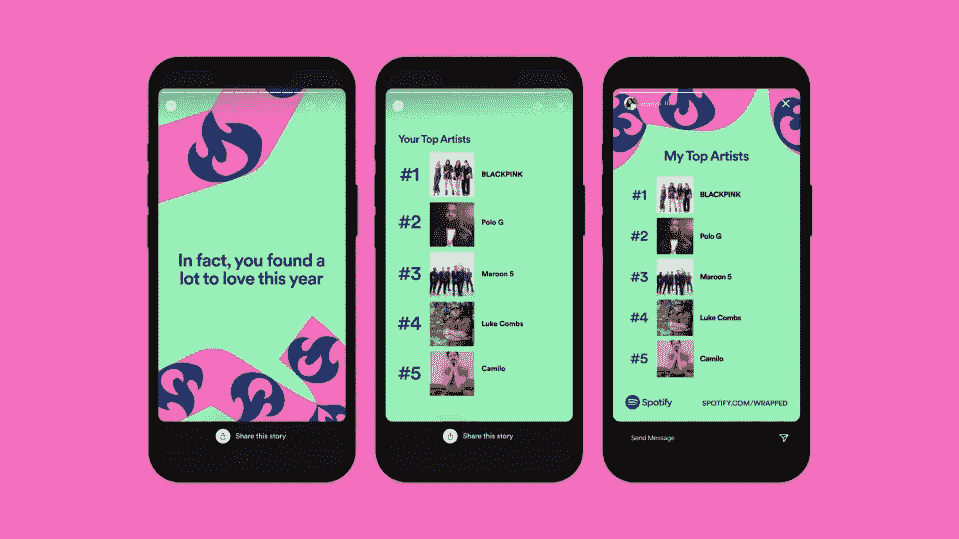 In fact, you found a
lot to love this year
Share this story
Your Top Artists
#1 BLACKPINK
#2 Polo G
#3 Maroon 5
#4 Luke Combs
#5 Camilo
Share this story
My Top Artists
#1 BLACKPINK
#2 Polo G
#3 Maroon 5
#4 Luke Combs
#5 Camilo
Spotify SPOTIFY.COM/WRAPPED
Send Message